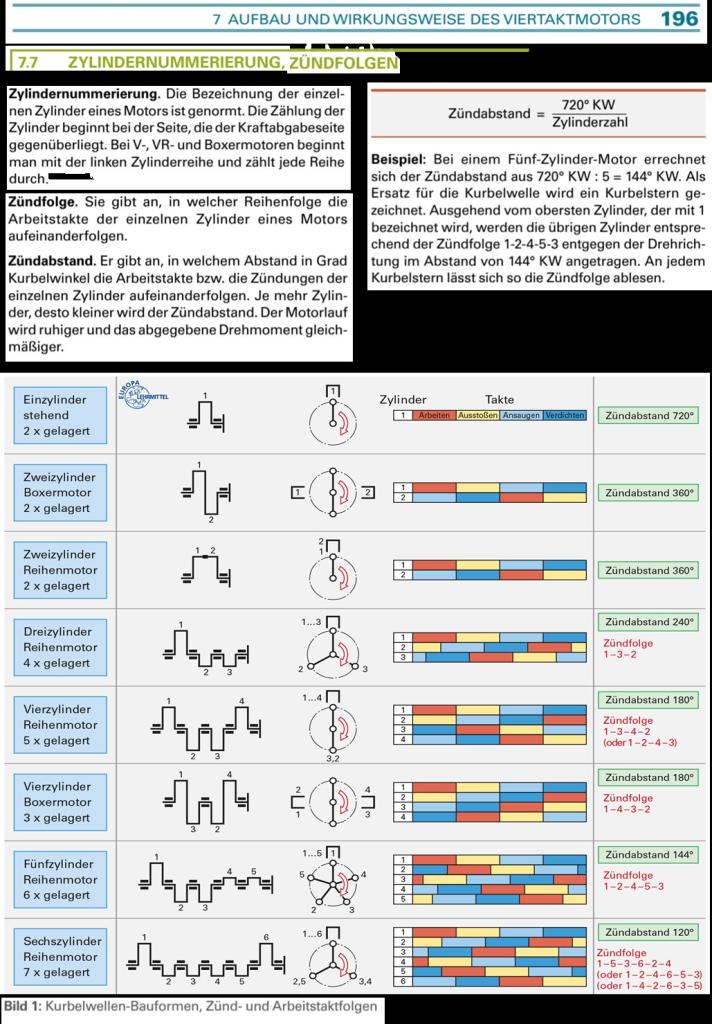 7 AUFBAU UND WIRKUNGSWEISE DES VIERTAKTMOTORS 196
7.7 ZYLINDERNUMMERIERUNG, ZÜNDFOLGEN
Zylindernummerierung. Die Bezeichnung der einzel-
nen Zylinder eines Motors ist genormt. Die Zählung der
Zylinder beginnt bei der Seite, die der Kraftabgabeseite
gegenüberliegt. Bei V-, VR- und Boxermotoren beginnt
man mit der linken Zylinderreihe und zählt jede Reihe
durch.
Zündfolge. Sie gibt an, in welcher Reihenfolge die
Arbeitstakte der einzelnen Zylinder eines Motors
aufeinanderfolgen.
Zündabstand. Er gibt an, in welchem Abstand in Grad
Kurbelwinkel die Arbeitstakte bzw. die Zündungen der
einzelnen Zylinder aufeinanderfolgen. Je mehr Zylin-
der, desto kleiner wird der Zündabstand. Der Motorlauf
wird ruhiger und das abgegebene Drehmoment gleich-
mäßiger.
Zündabstand = 720° KW
Zylinderzahl
Beispiel: Bei einem Fünf-Zylinder-Motor errechnet
sich der Zündabstand aus 720° KW : 5 = 144° KW. Als
Ersatz für die Kurbelwelle wird ein Kurbelstern ge-
zeichnet. Ausgehend vom obersten Zylinder, der mit 1
bezeichnet wird, werden die übrigen Zylinder entspre-
chend der Zündfolge 1-2-4-5-3 entgegen der Drehrich-
tung im Abstand von 144° KW angetragen. An jedem
Kurbelstern lässt sich so die Zündfolge ablesen.
Einzylinder
stehend
2 x gelagert
EUROPA
LEHRMITTEL
1
1
Zylinder Takte
1 Arbeiten Ausstoßen Ansaugen Verdichten
Zündabstand 720°
Zweizylinder
Boxermotor
2 x gelagert
1
2
1 2
1
2
Zündabstand 360°
Zweizylinder
Reihenmotor
2 x gelagert
1 2
2
1
1
2
Zündabstand 360°
Dreizylinder
Reihenmotor
4 x gelagert
1
2 3
1...3
2 3
1
2
3
Zündabstand 240°
Zündfolge
1–3–2
Vierzylinder
Reihenmotor
5 x gelagert
1 4
2 3
1...4
3,2
1
2
3
4
Zündabstand 180°
Zündfolge
1–3–4–2
(oder 1–2–4–3)
Vierzylinder
Boxermotor
3 x gelagert
1 4
3 2
2 4
1 3
1
2
3
4
Zündabstand 180°
Zündfolge
1–4–3–2
Fünfzylinder
Reihenmotor
6 x gelagert
1 4 5
2 3
1...5 1
5 4
2 3
1
2
3
4
5
Zündabstand 144°
Zündfolge
1–2–4–5–3
Sechszylinder
Reihenmotor
7 x gelagert
1 6
2 3 4 5
1...6
2,5 3,4
1
2
3
4
5
6
Zündabstand 120°
Zündfolge
1–5–3–6–2–4
(oder 1–2–4–6–5–3)
(oder 1–4–2–6–3–5)
Bild 1: Kurbelwellen-Bauformen, Zünd- und Arbeitstaktfolgen